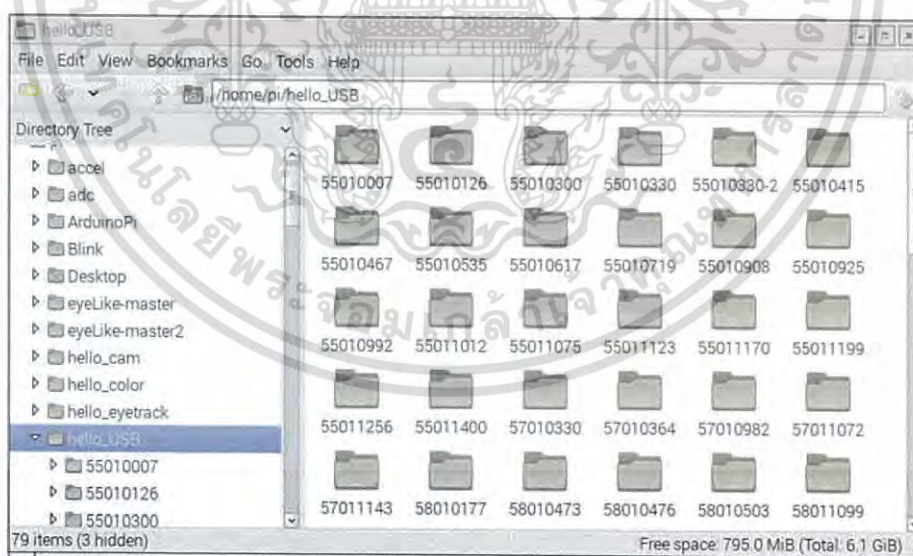 hello_USB
File Edit View Bookmarks Go Tools Help
/home/pi/hello_USB
Directory Tree
accel
adc
ArduinoPi
Blink
Desktop
eyeLike-master
eyeLike-master2
hello_cam
hello_color
hello_eyetrack
hello_USB
55010007
55010126
55010300
55010007 55010126 55010300 55010330 55010330-2 55010415
55010467 55010535 55010617 55010719 55010908 55010925
55010992 55011012 55011075 55011123 55011170 55011199
55011256 55011400 57010330 57010364 57010982 57011072
57011143 58010177 58010473 58010476 58010503 58011099
79 items (3 hidden)
Free space: 795.0 MiB (Total: 6.1 GiB)